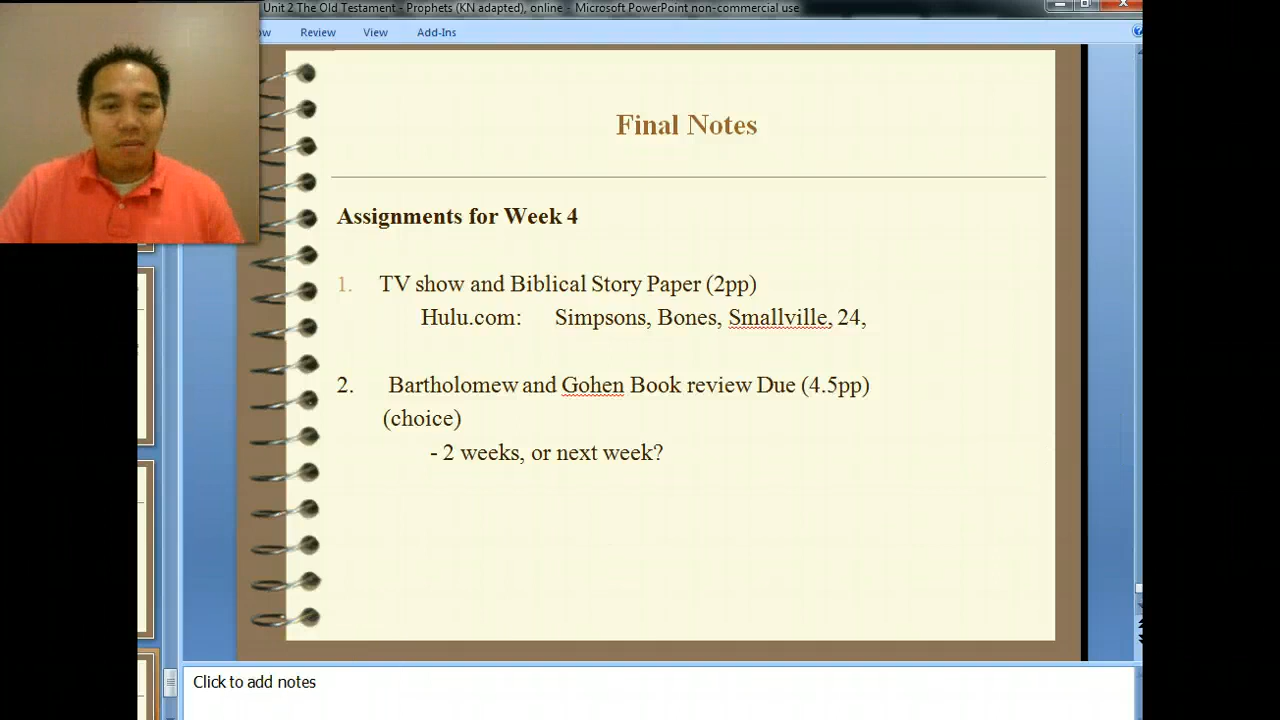 Unit 2 The Old Testament - Prophets (KN adapted), online - Microsoft PowerPoint non-commercial use
Review View Add-Ins
Final Notes
Assignments for Week 4
1. TV show and Biblical Story Paper (2pp)
Hulu.com: Simpsons, Bones, Smallville, 24,
2. Bartholomew and Gohen Book review Due (4.5pp)
(choice)
- 2 weeks, or next week?
Click to add notes